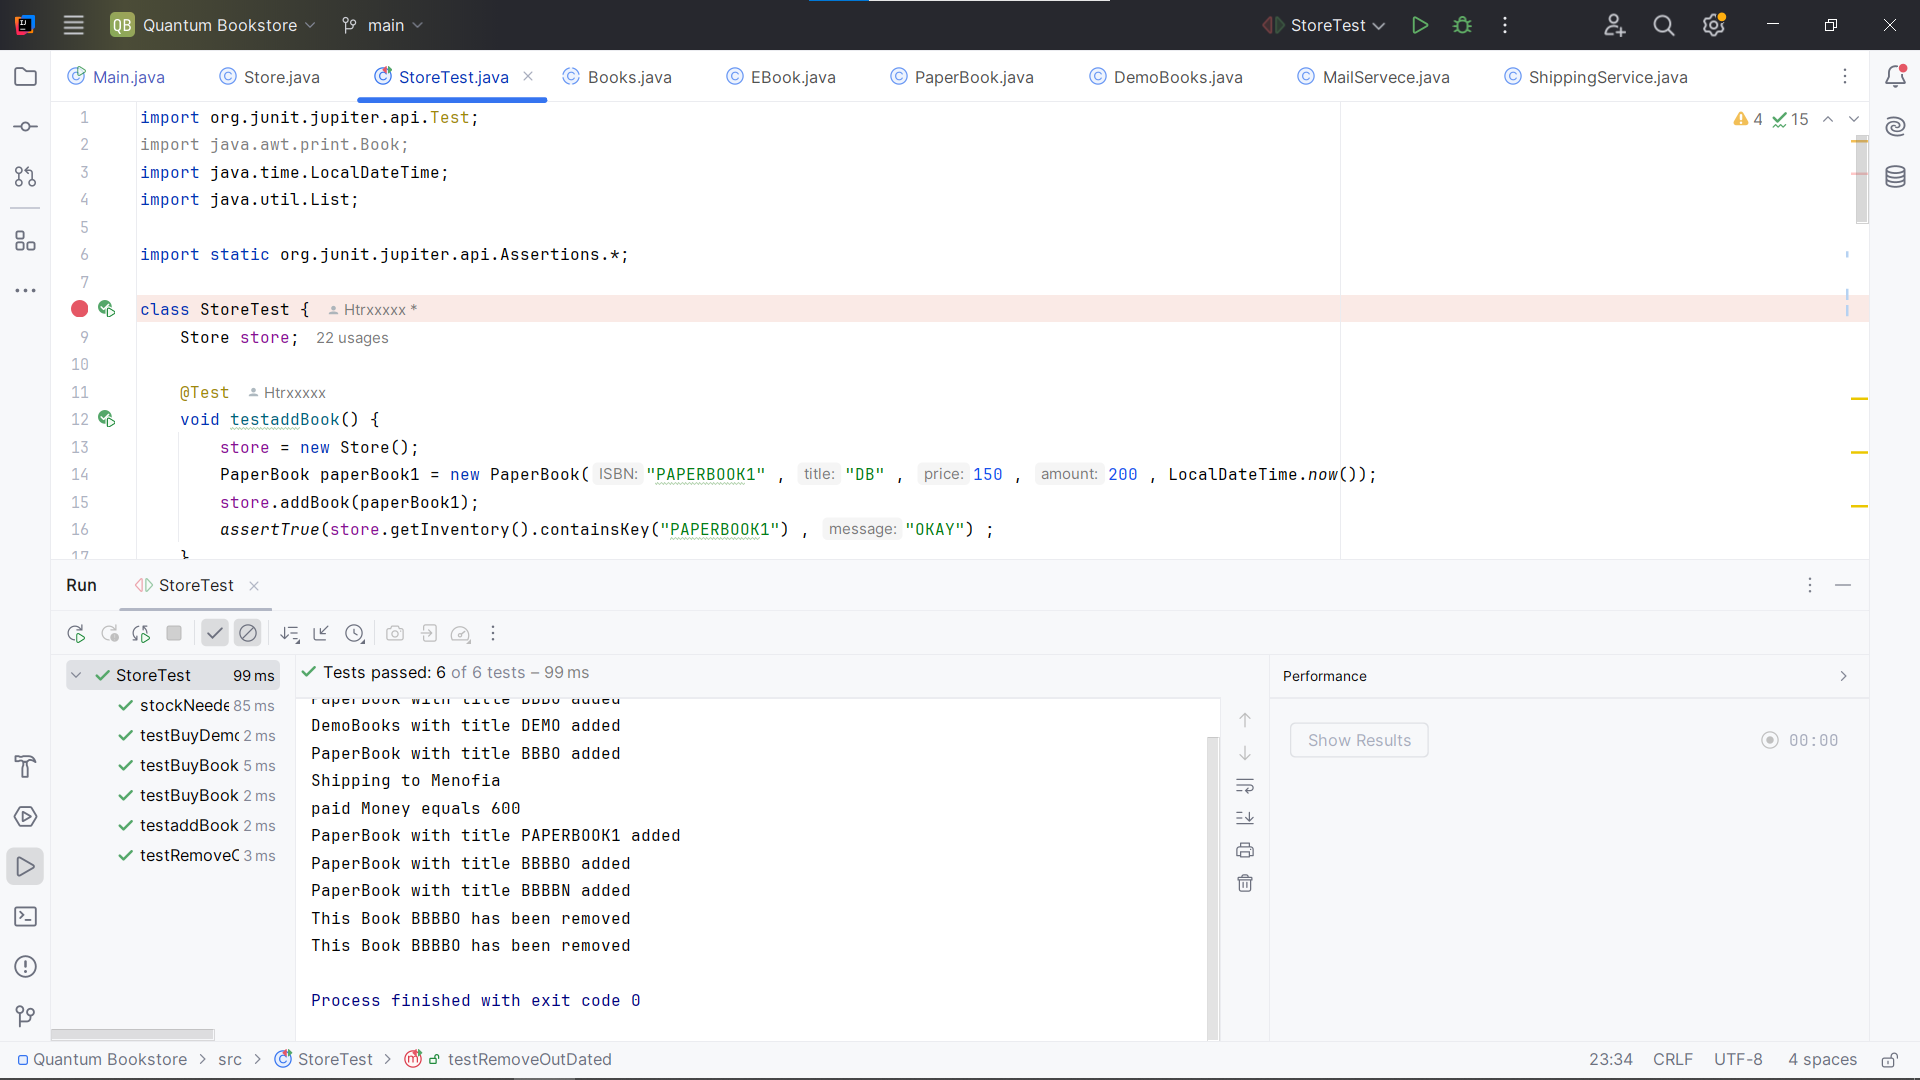 QB Quantum Bookstore main StoreTest
Main.java Store.java StoreTest.java Books.java EBook.java PaperBook.java DemoBooks.java MailServece.java ShippingService.java
4 15
1 import org.junit.jupiter.api.Test;
2 import java.awt.print.Book;
3 import java.time.LocalDateTime;
4 import java.util.List;
5
6 import static org.junit.jupiter.api.Assertions.*;
7
class StoreTest { Htrxxxxx *
9 Store store; 22 usages
10
11 @Test Htrxxxxx
12 void testaddBook() {
13 store = new Store();
14 PaperBook paperBook1 = new PaperBook( ISBN: "PAPERBOOK1" , title: "DB" , price: 150 , amount: 200 , LocalDateTime.now());
15 store.addBook(paperBook1);
16 assertTrue(store.getInventory().containsKey("PAPERBOOK1") , message: "OKAY") ;
17 }
Run StoreTest
StoreTest 99 ms
stockNeede 85 ms
testBuyDemo 2 ms
testBuyBook 5 ms
testBuyBook 2 ms
testaddBook 2 ms
testRemoveO 3 ms
Tests passed: 6 of 6 tests – 99 ms
PaperBook with title BBBO added
DemoBooks with title DEMO added
PaperBook with title BBBO added
Shipping to Menofia
paid Money equals 600
PaperBook with title PAPERBOOK1 added
PaperBook with title BBBBO added
PaperBook with title BBBBN added
This Book BBBBO has been removed
This Book BBBBO has been removed
Process finished with exit code 0
Performance
Show Results 00:00
Quantum Bookstore > src > StoreTest > testRemoveOutDated 23:34 CRLF UTF-8 4 spaces